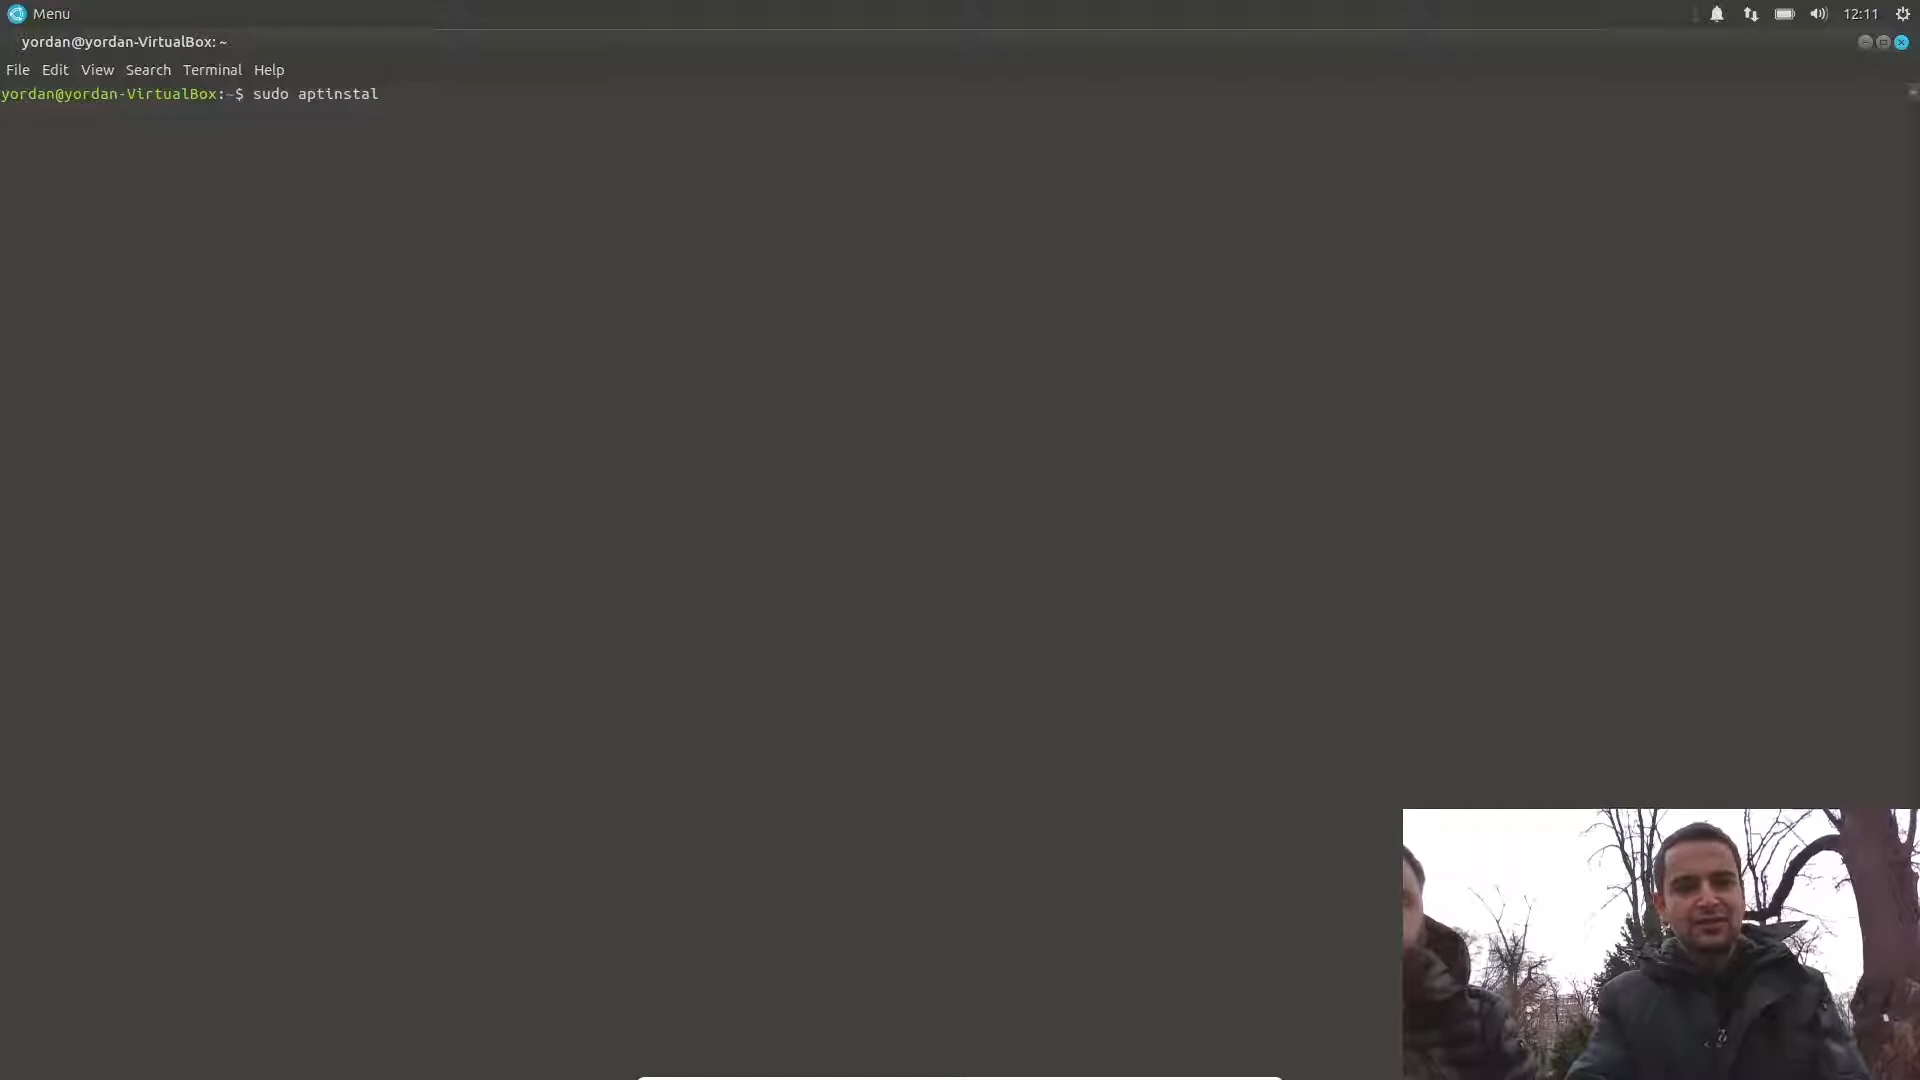 Menu
12:11
yordan@yordan-VirtualBox: ~
File Edit View Search Terminal Help
yordan@yordan-VirtualBox:~$ sudo aptinstal